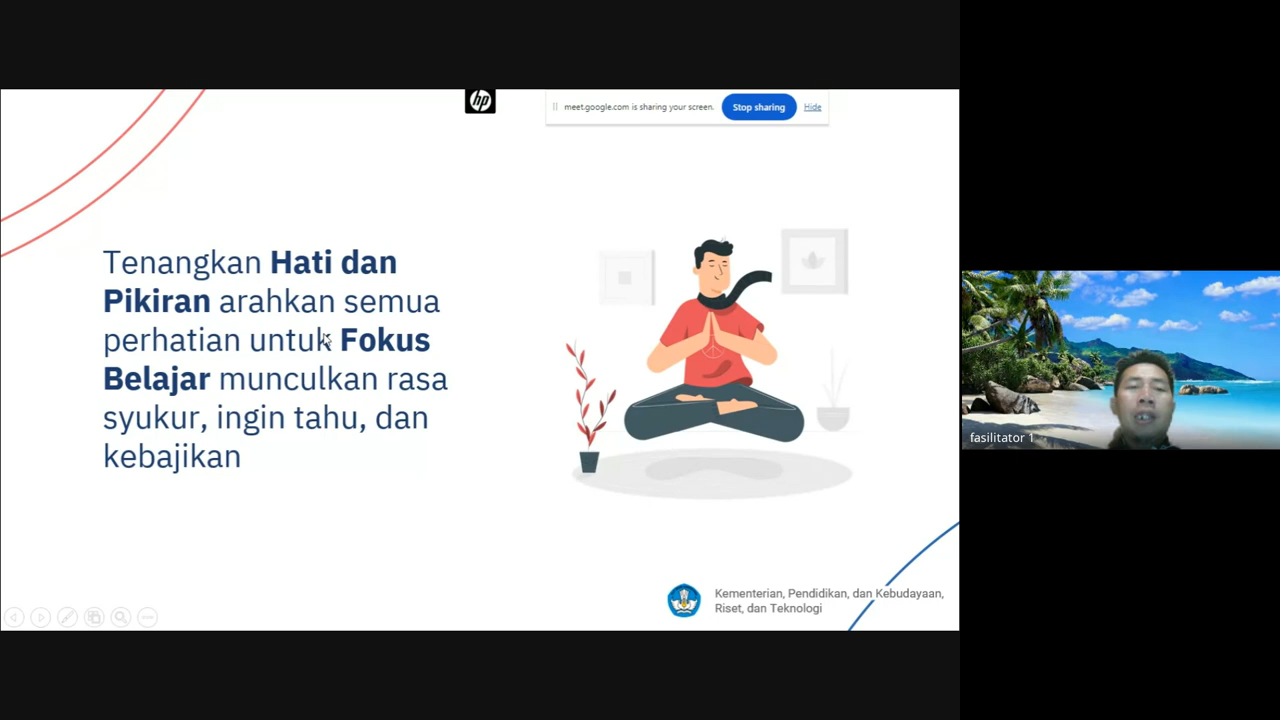 hp
meet.google.com is sharing your screen.
Stop sharing
Hide
Tenangkan Hati dan
Pikiran arahkan semua
perhatian untuk Fokus
Belajar munculkan rasa
syukur, ingin tahu, dan
kebajikan
Kementerian, Pendidikan, dan Kebudayaan,
Riset, dan Teknologi
fasilitator 1